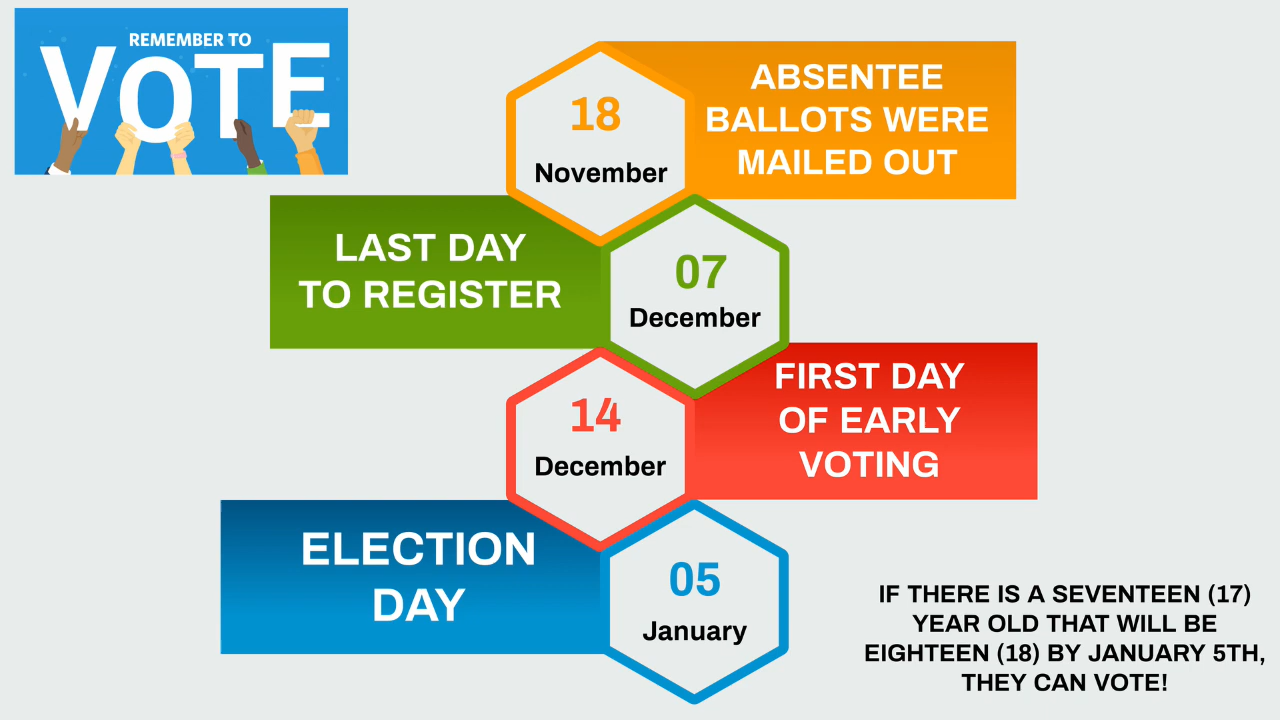 REMEMBER TO
VOTE
18
November
ABSENTEE
BALLOTS WERE
MAILED OUT
LAST DAY
TO REGISTER
07
December
14
December
FIRST DAY
OF EARLY
VOTING
ELECTION
DAY
05
January
IF THERE IS A SEVENTEEN (17)
YEAR OLD THAT WILL BE
EIGHTEEN (18) BY JANUARY 5TH,
THEY CAN VOTE!